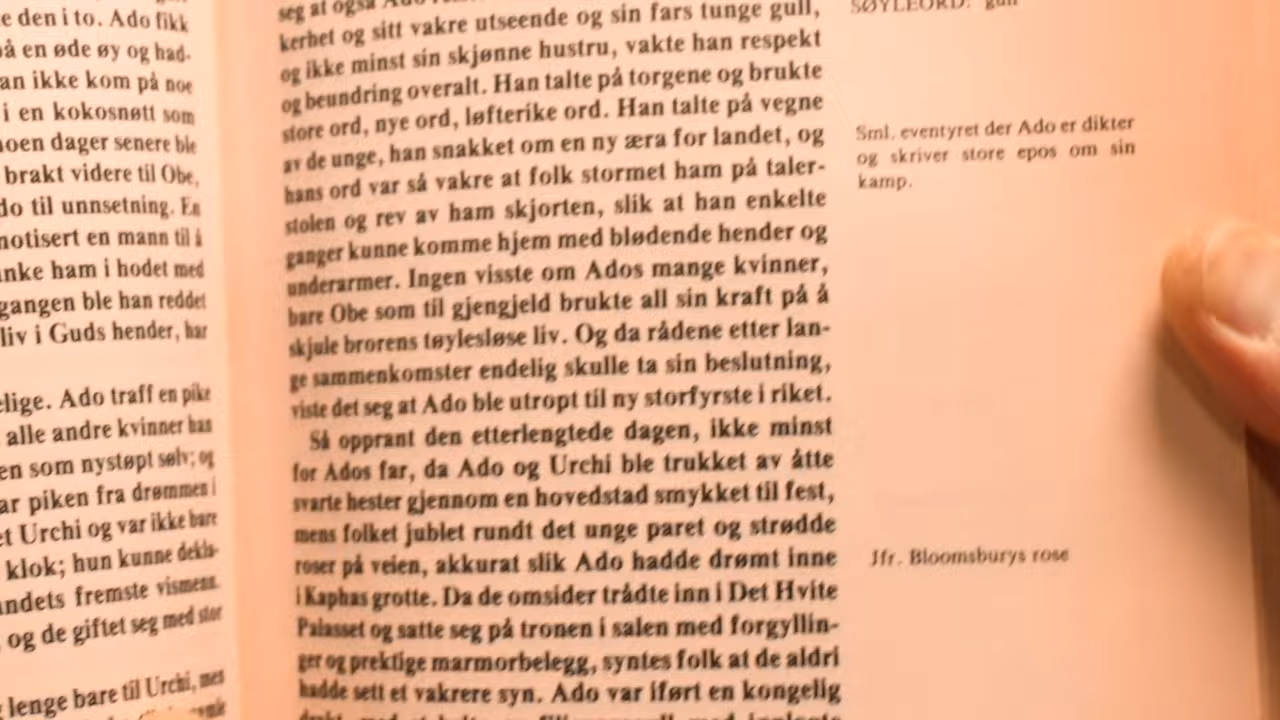 e den i to. Ado fikk
å en øde øy og had-
an ikke kom på noe
i en kokosnøtt som
noen dager senere ble
brakt videre til Obe,
do til unnsetning. En
notisert en mann til å
nke ham i hodet med
gangen ble han reddet
liv i Guds hender, har
elige. Ado traff en pike
alle andre kvinner han
en som nystøpt sølv; og
ar piken fra drømmen i
et Urchi og var ikke bare
klok; hun kunne dekla-
ndets fremste vismenn.
, og de giftet seg med stor
lenge bare til Urchi, men
seg at også Ado
kerhet og sitt vakre utseende og sin fars tunge gull,
og ikke minst sin skjønne hustru, vakte han respekt
og beundring overalt. Han talte på torgene og brukte
store ord, nye ord, løfterike ord. Han talte på vegne
av de unge, han snakket om en ny æra for landet, og
hans ord var så vakre at folk stormet ham på taler-
stolen og rev av ham skjorten, slik at han enkelte
ganger kunne komme hjem med blødende hender og
underarmer. Ingen visste om Ados mange kvinner,
bare Obe som til gjengjeld brukte all sin kraft på å
skjule brorens tøylesløse liv. Og da rådene etter lan-
ge sammenkomster endelig skulle ta sin beslutning,
viste det seg at Ado ble utropt til ny storfyrste i riket.
Så opprant den etterlengtede dagen, ikke minst
for Ados far, da Ado og Urchi ble trukket av åtte
svarte hester gjennom en hovedstad smykket til fest,
mens folket jublet rundt det unge paret og strødde
roser på veien, akkurat slik Ado hadde drømt inne
i Kaphas grotte. Da de omsider trådte inn i Det Hvite
Palasset og satte seg på tronen i salen med forgyllin-
ger og prektige marmorbelegg, syntes folk at de aldri
hadde sett et vakrere syn. Ado var iført en kongelig
SØYLEORD: gull
Sml. eventyret der Ado er dikter
og skriver store epos om sin
kamp.
Jfr. Bloomsburys rose